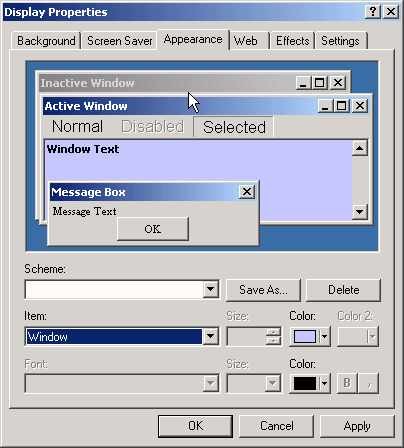 Display Properties
Background Screen Saver Appearance Web Effects Settings
Inactive Window
Active Window
Normal Disabled Selected
Window Text
Message Box
Message Text
OK
Scheme:
Save As... Delete
Item: Size: Color: Color 2:
Window
Font: Size: Color:
B /
OK Cancel Apply